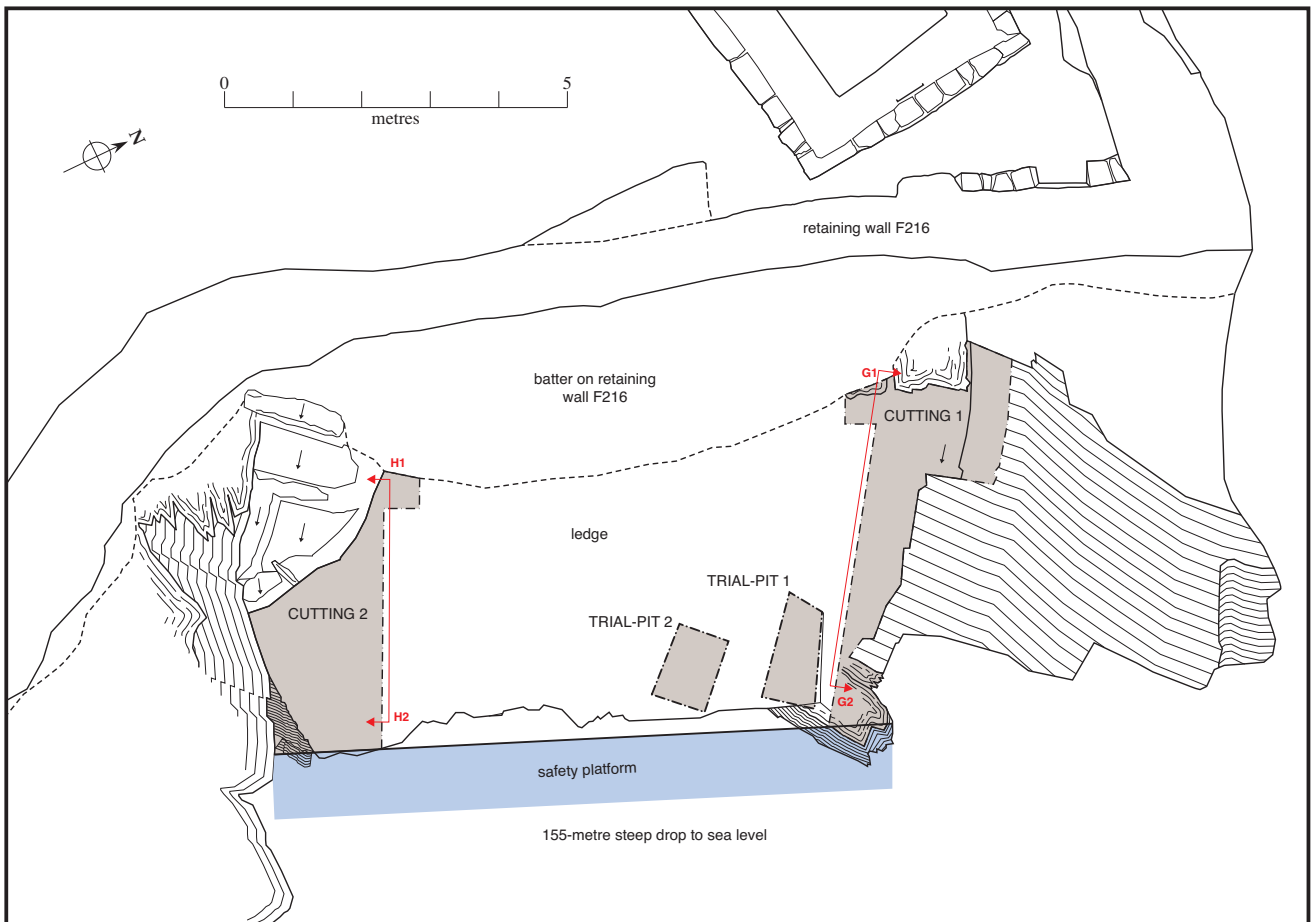 0 5
metres
N
retaining wall F216
batter on retaining
wall F216
G1
CUTTING 1
H1
ledge
TRIAL-PIT 1
CUTTING 2
TRIAL-PIT 2
G2
H2
safety platform
155-metre steep drop to sea level